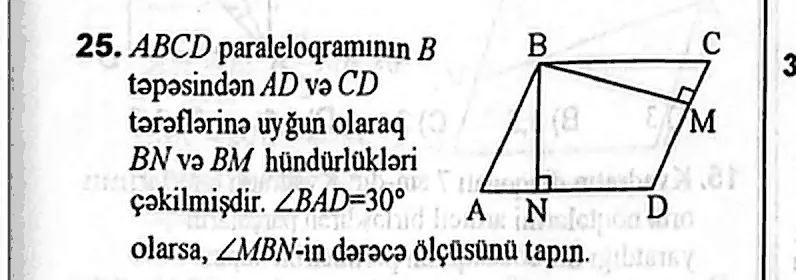 25. ABCD paraleloqramının B
təpəsindən AD və CD
tərəflərinə uyğun olaraq
BN və BM hündürlükləri
çəkilmişdir. ∠BAD=30°
olarsa, ∠MBN-in dərəcə ölçüsünü tapın.
B
C
M
A
N
D
3